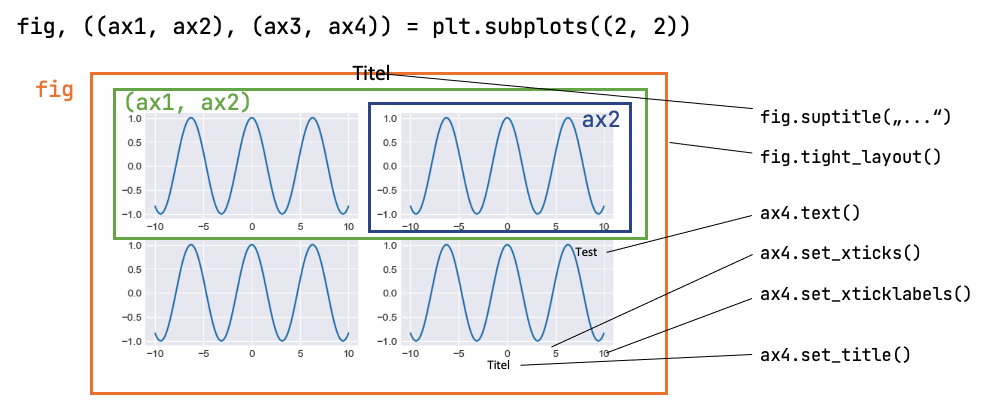 fig, ((ax1, ax2), (ax3, ax4)) = plt.subplots((2, 2))
Titel
fig
(ax1, ax2)
ax2
fig.suptitle(„...“)
fig.tight_layout()
1.0
0.5
0.0
−0.5
−1.0
−10 −5 0 5 10
1.0
0.5
0.0
−0.5
−1.0
−10 −5 0 5 10
ax4.text()
ax4.set_xticks()
ax4.set_xticklabels()
ax4.set_title()
1.0
0.5
0.0
−0.5
−1.0
−10 −5 0 5 10
Test
1.0
0.5
0.0
−0.5
−1.0
−10 −5 0 5 10
Titel